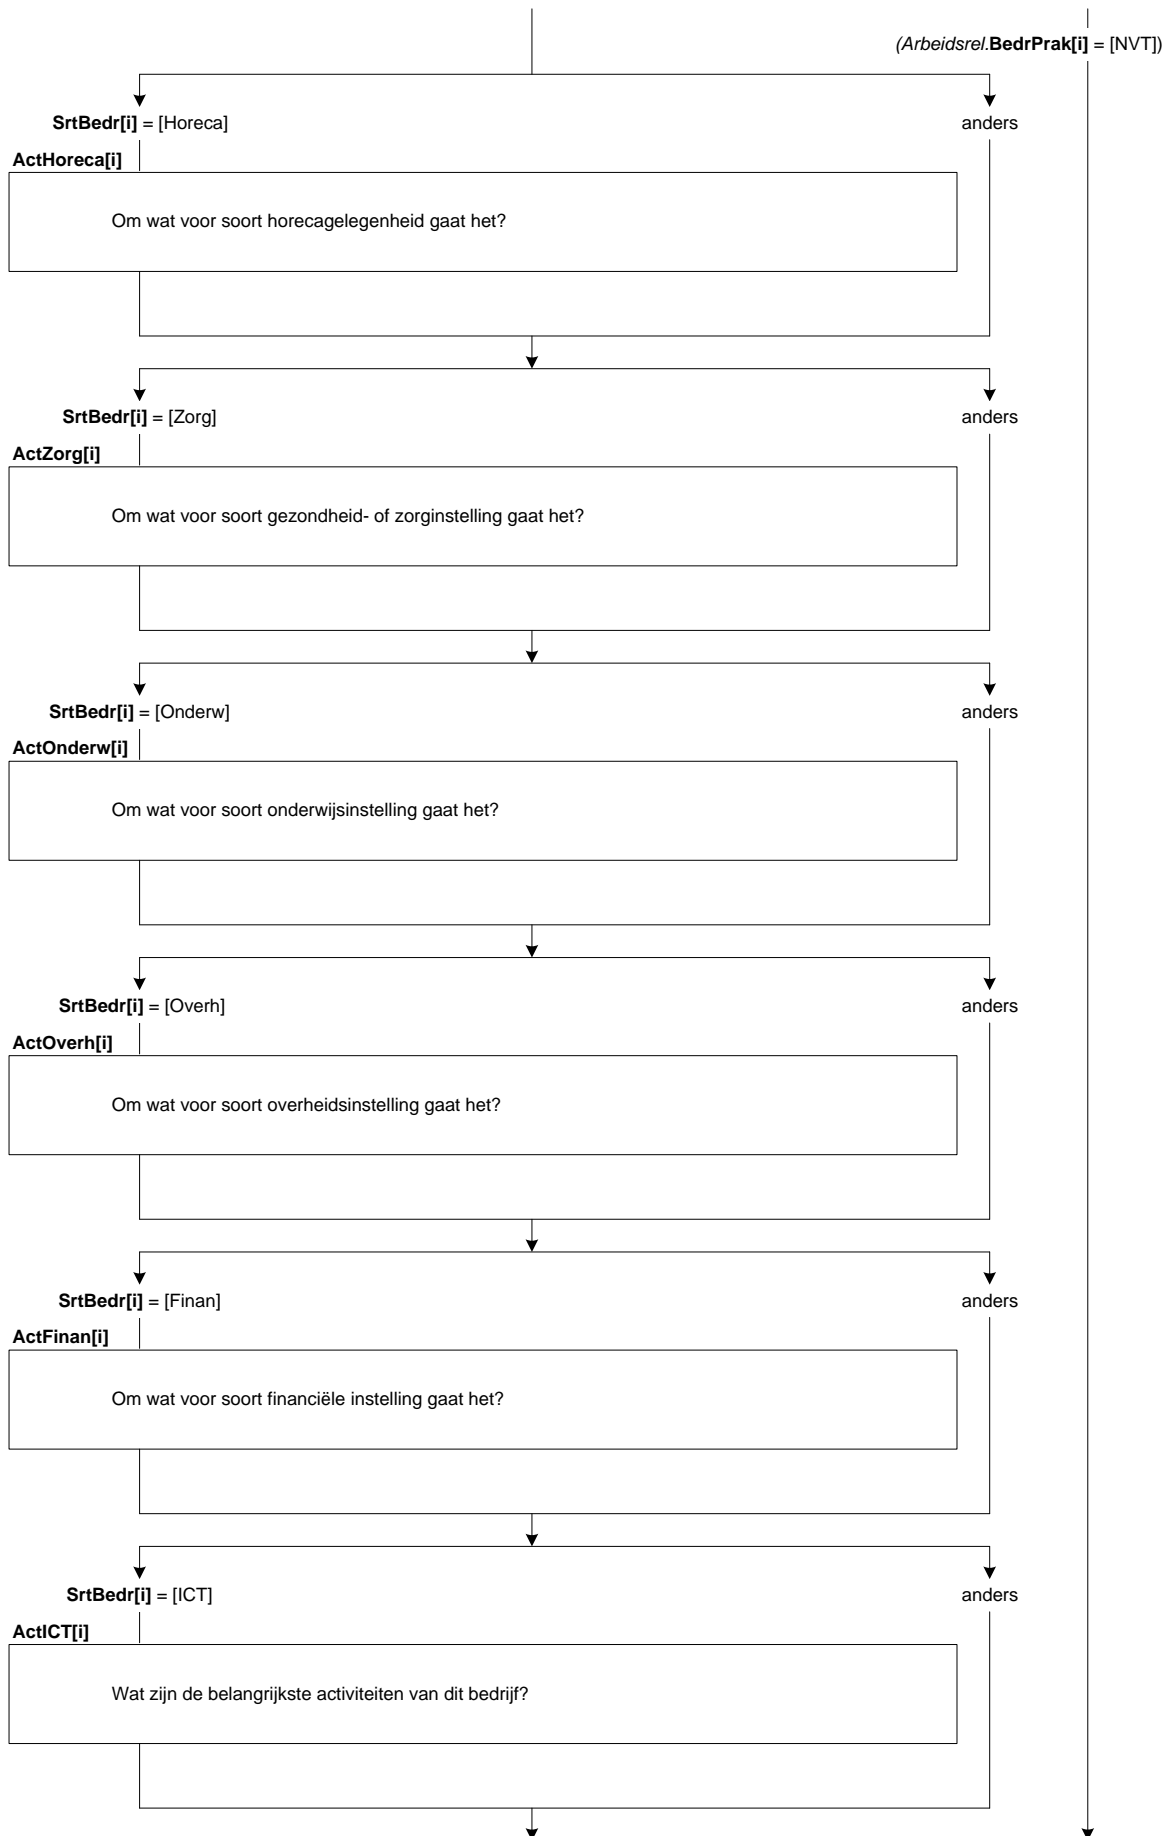 (Arbeidsrel.BedrPrak[i] = [NVT])
SrtBedr[i] = [Horeca] anders
ActHoreca[i]
Om wat voor soort horecagelegenheid gaat het?
SrtBedr[i] = [Zorg] anders
ActZorg[i]
Om wat voor soort gezondheid- of zorginstelling gaat het?
SrtBedr[i] = [Onderw] anders
ActOnderw[i]
Om wat voor soort onderwijsinstelling gaat het?
SrtBedr[i] = [Overh] anders
ActOverh[i]
Om wat voor soort overheidsinstelling gaat het?
SrtBedr[i] = [Finan] anders
ActFinan[i]
Om wat voor soort financiële instelling gaat het?
SrtBedr[i] = [ICT] anders
ActICT[i]
Wat zijn de belangrijkste activiteiten van dit bedrijf?